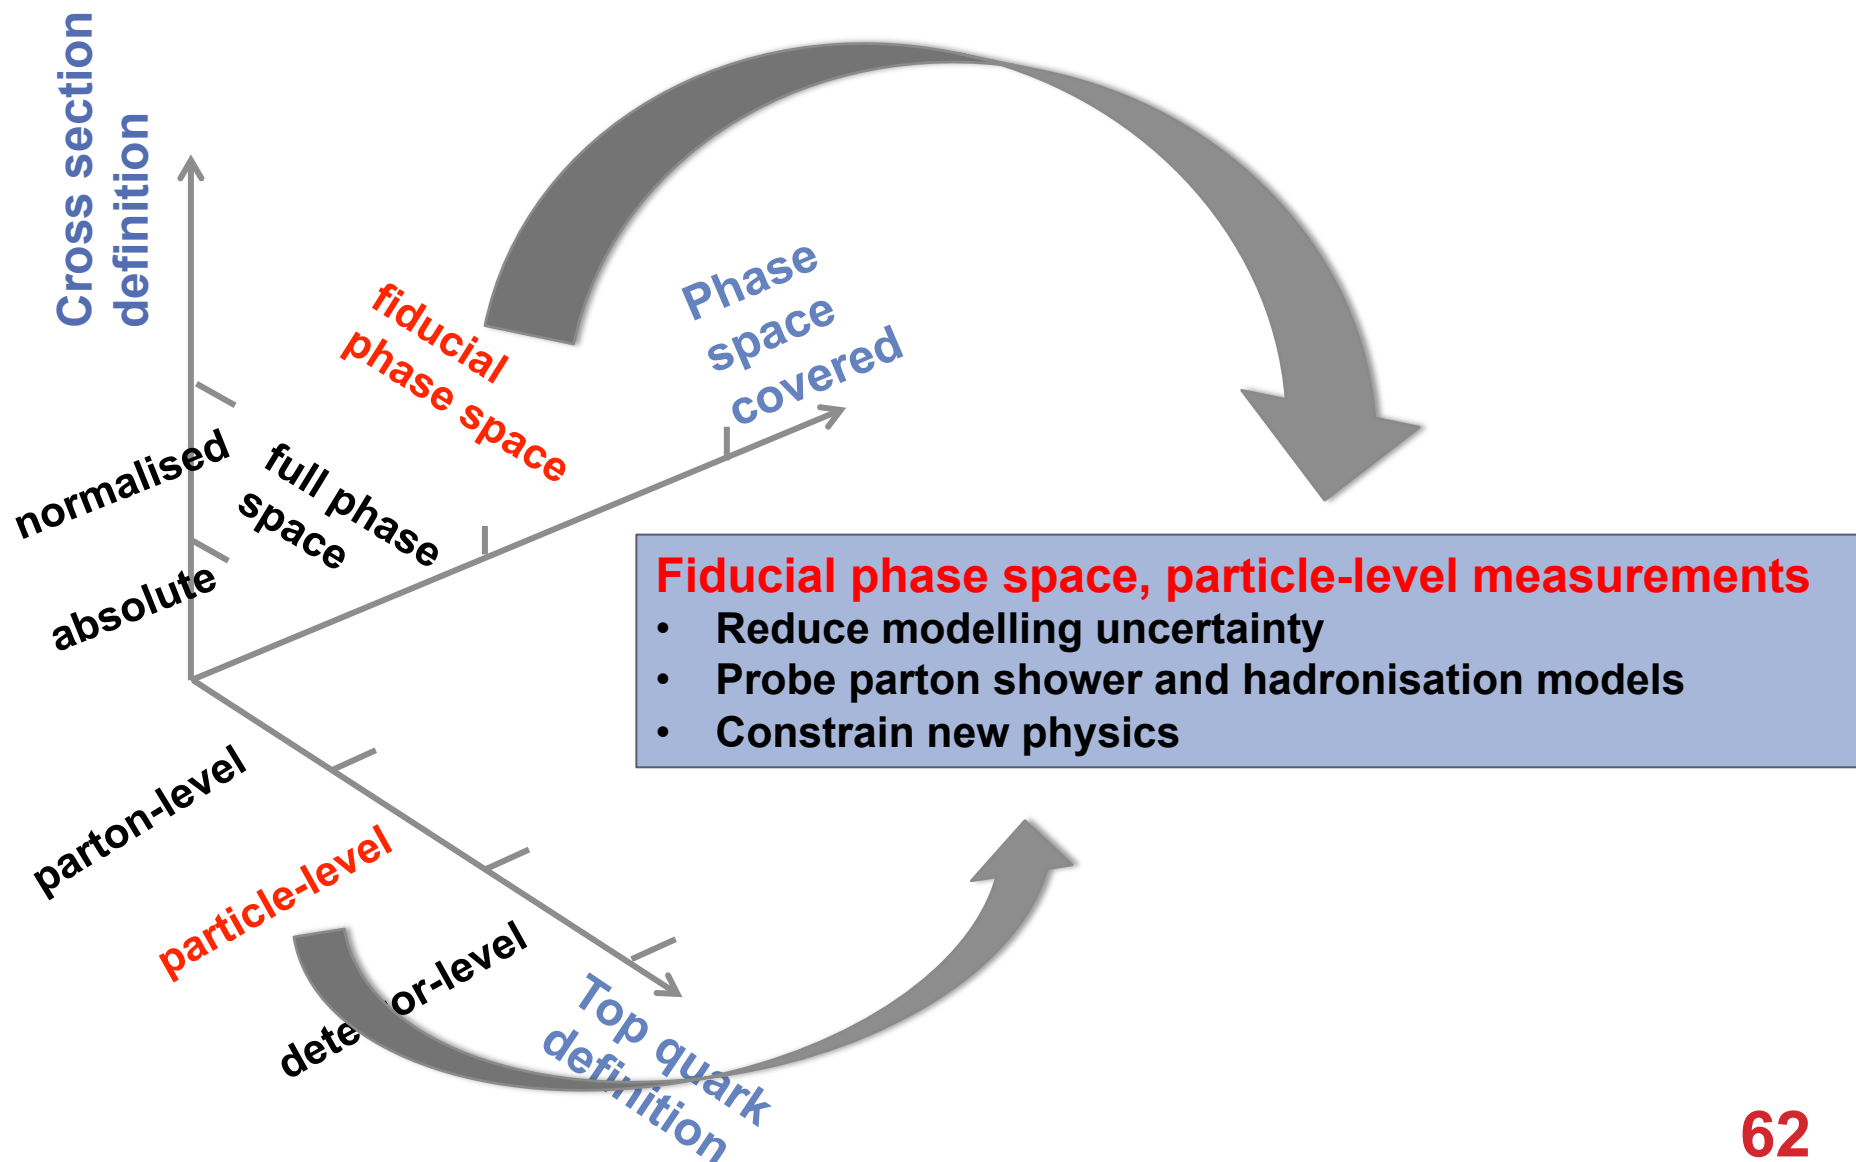 Cross section
definition
fiducial
phase space
Phase
space
covered
normalised
full phase
space
absolute
Fiducial phase space, particle-level measurements
• Reduce modelling uncertainty
• Probe parton shower and hadronisation models
• Constrain new physics
parton-level
particle-level
Top quark
definition
62